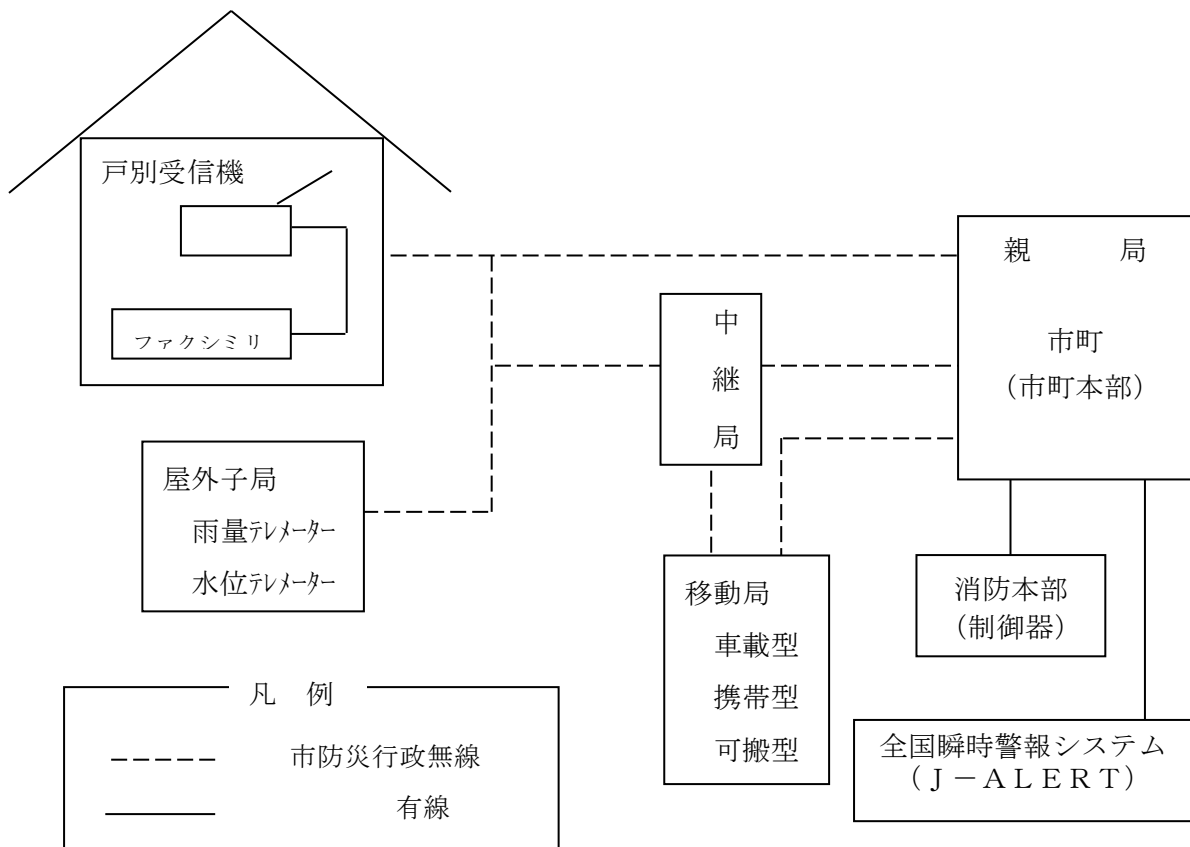 戸別受信機
ファクシミリ
親　　局
市町
（市町本部）
中
継
局
屋外子局
雨量テレメーター
水位テレメーター
移動局
車載型
携帯型
可搬型
消防本部
（制御器）
全国瞬時警報システム
（Ｊ－ＡＬＥＲＴ）
凡　例
市防災行政無線
有線